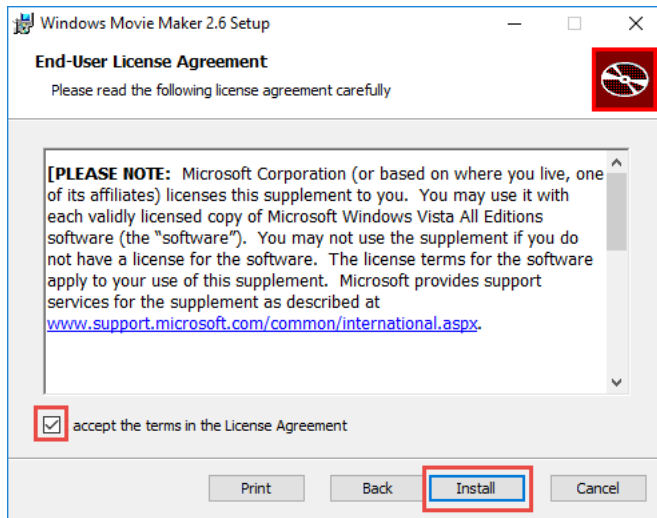 Windows Movie Maker 2.6 Setup
End-User License Agreement
Please read the following license agreement carefully
[PLEASE NOTE:  Microsoft Corporation (or based on where you live, one
of its affiliates) licenses this supplement to you.  You may use it with
each validly licensed copy of Microsoft Windows Vista All Editions
software (the “software”).  You may not use the supplement if you do
not have a license for the software.  The license terms for the software
apply to your use of this supplement.  Microsoft provides support
services for the supplement as described at
www.support.microsoft.com/common/international.aspx.
accept the terms in the License Agreement
Print Back Install Cancel